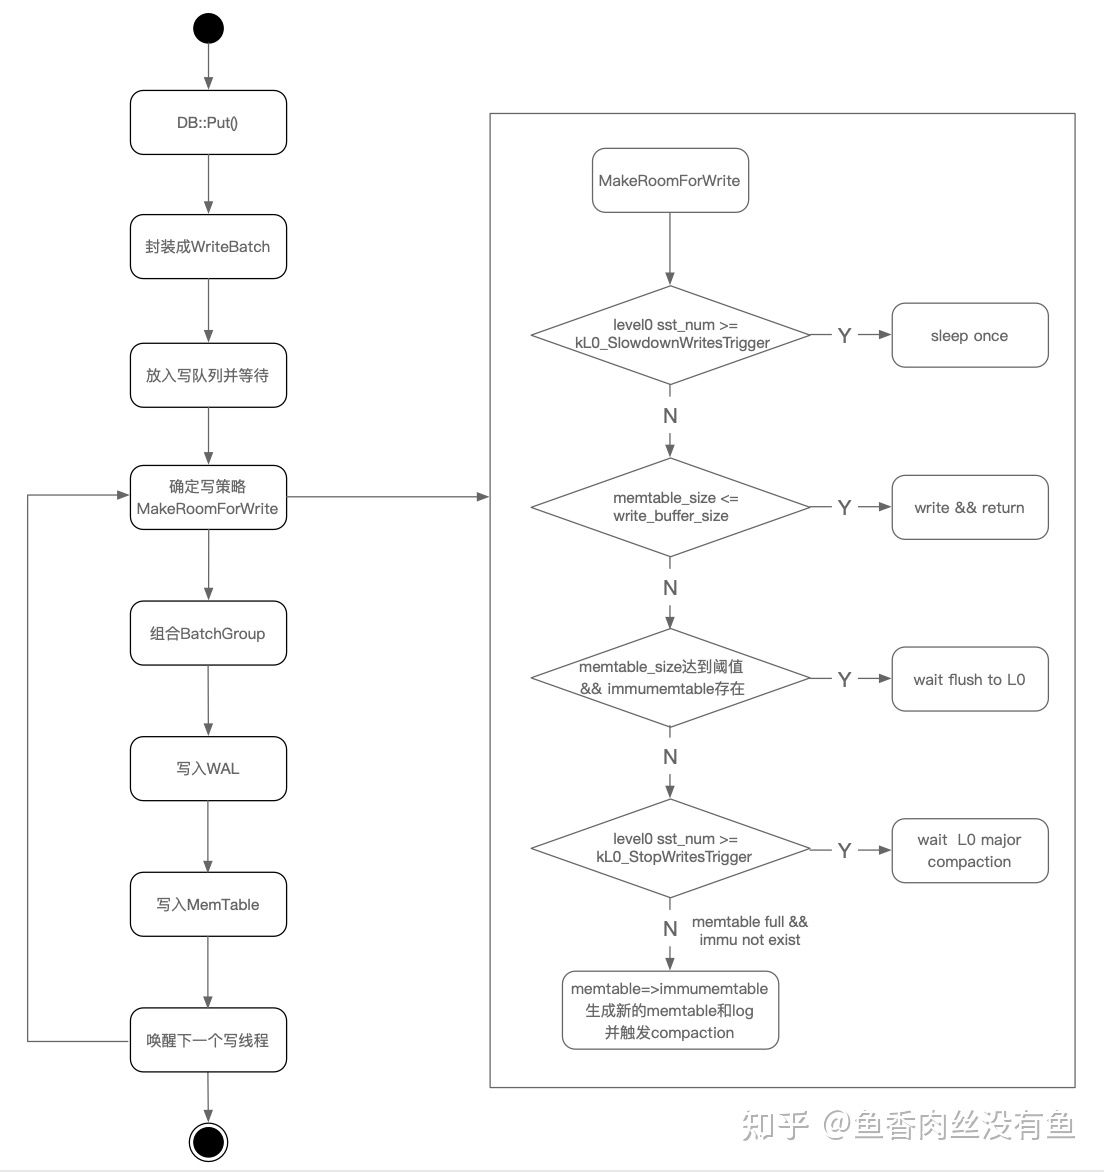 DB::Put()
封装成WriteBatch
放入写队列并等待
确定写策略
MakeRoomForWrite
组合BatchGroup
写入WAL
写入MemTable
唤醒下一个写线程
MakeRoomForWrite
level0 sst_num >=
kL0_SlowdownWritesTrigger
Y
sleep once
N
memtable_size <=
write_buffer_size
Y
write && return
N
memtable_size达到阈值
&& immumemtable存在
Y
wait flush to L0
N
level0 sst_num >=
kL0_StopWritesTrigger
Y
wait  L0 major
compaction
N
memtable full &&
immu not exist
memtable=>immumemtable
生成新的memtable和log
并触发compaction
知乎 @鱼香肉丝没有鱼